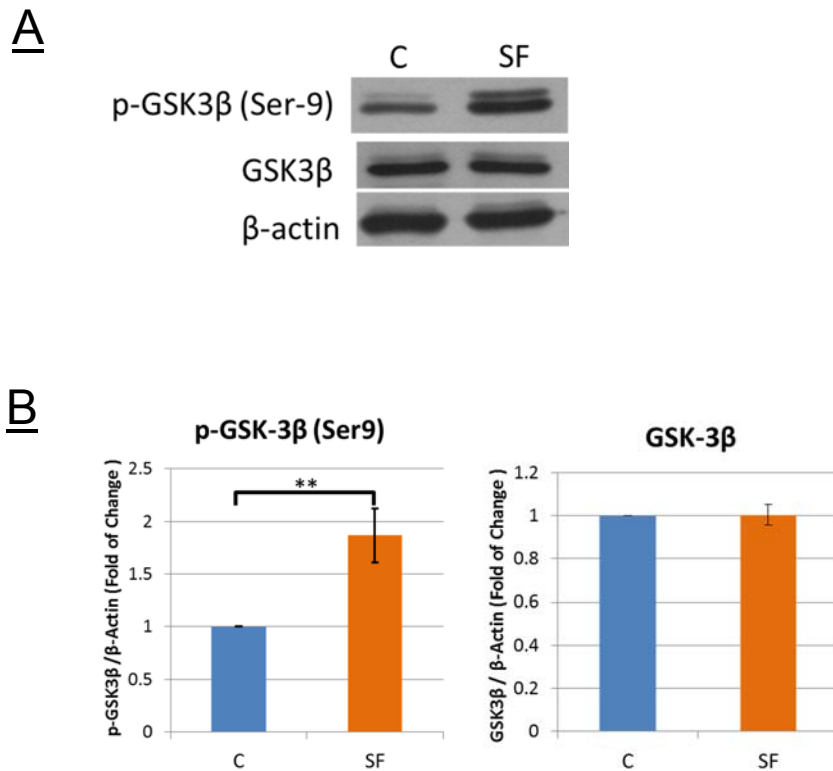 A
C SF
p-GSK3β (Ser-9)
GSK3β
β-actin
B
p-GSK-3β (Ser9)
p-GSK3β /β-Actin (Fold of Change )
2.5
2
1.5
1
0.5
0
**
C SF
GSK-3β
GSK3β / β-Actin (Fold of Change )
1.2
1
0.8
0.6
0.4
0.2
0
C SF